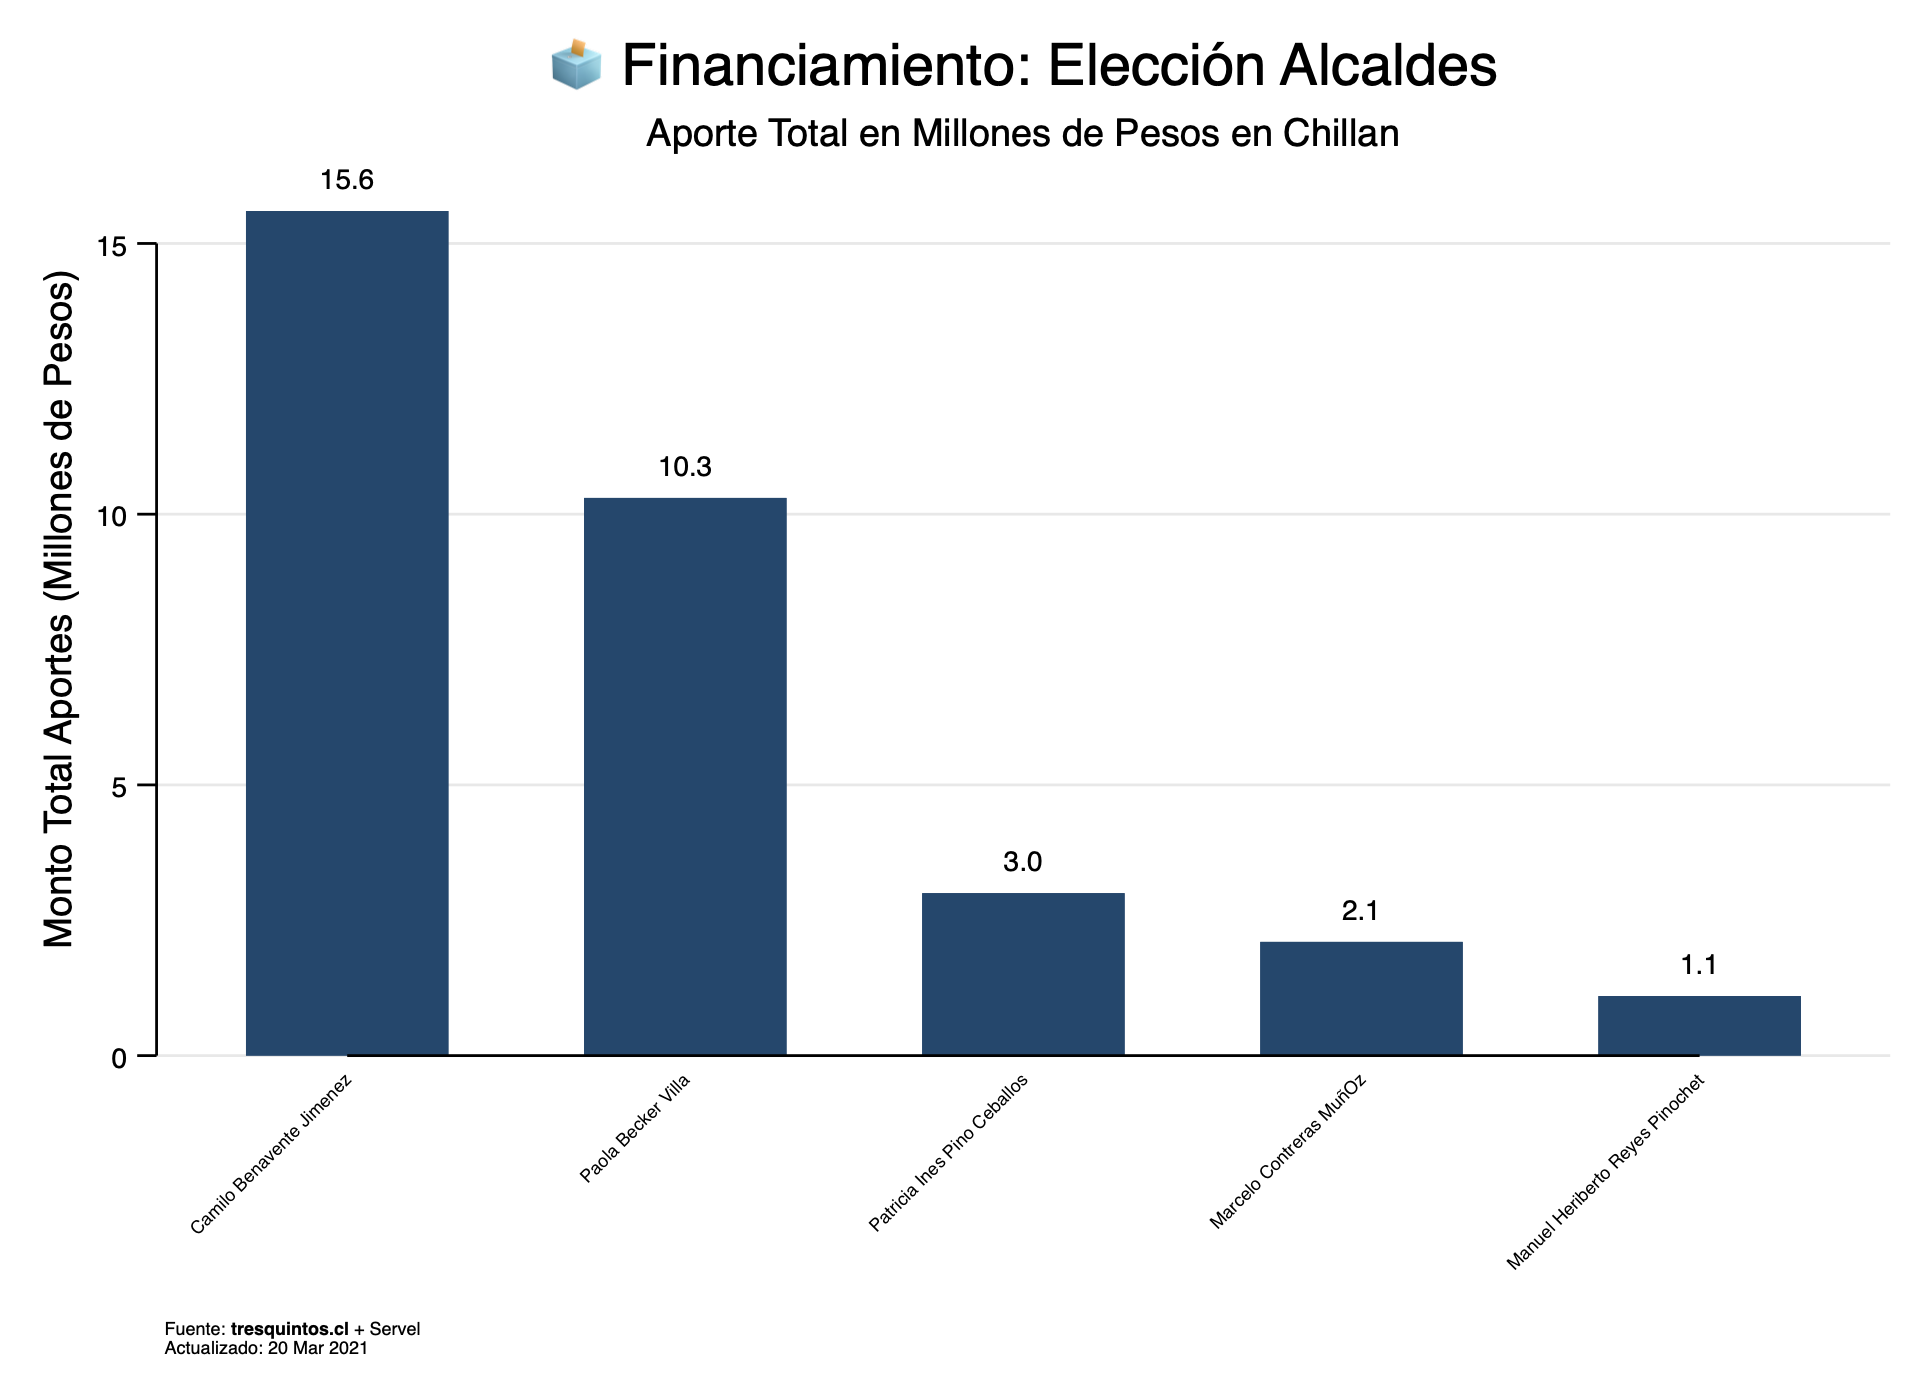 Financiamiento: Elección Alcaldes
Aporte Total en Millones de Pesos en Chillan
Monto Total Aportes (Millones de Pesos)
15
10
5
0
15.6
10.3
3.0
2.1
1.1
Camilo Benavente Jimenez
Paola Becker Villa
Patricia Ines Pino Ceballos
Marcelo Contreras MuñOz
Manuel Heriberto Reyes Pinochet
Fuente: tresquintos.cl + Servel
Actualizado: 20 Mar 2021